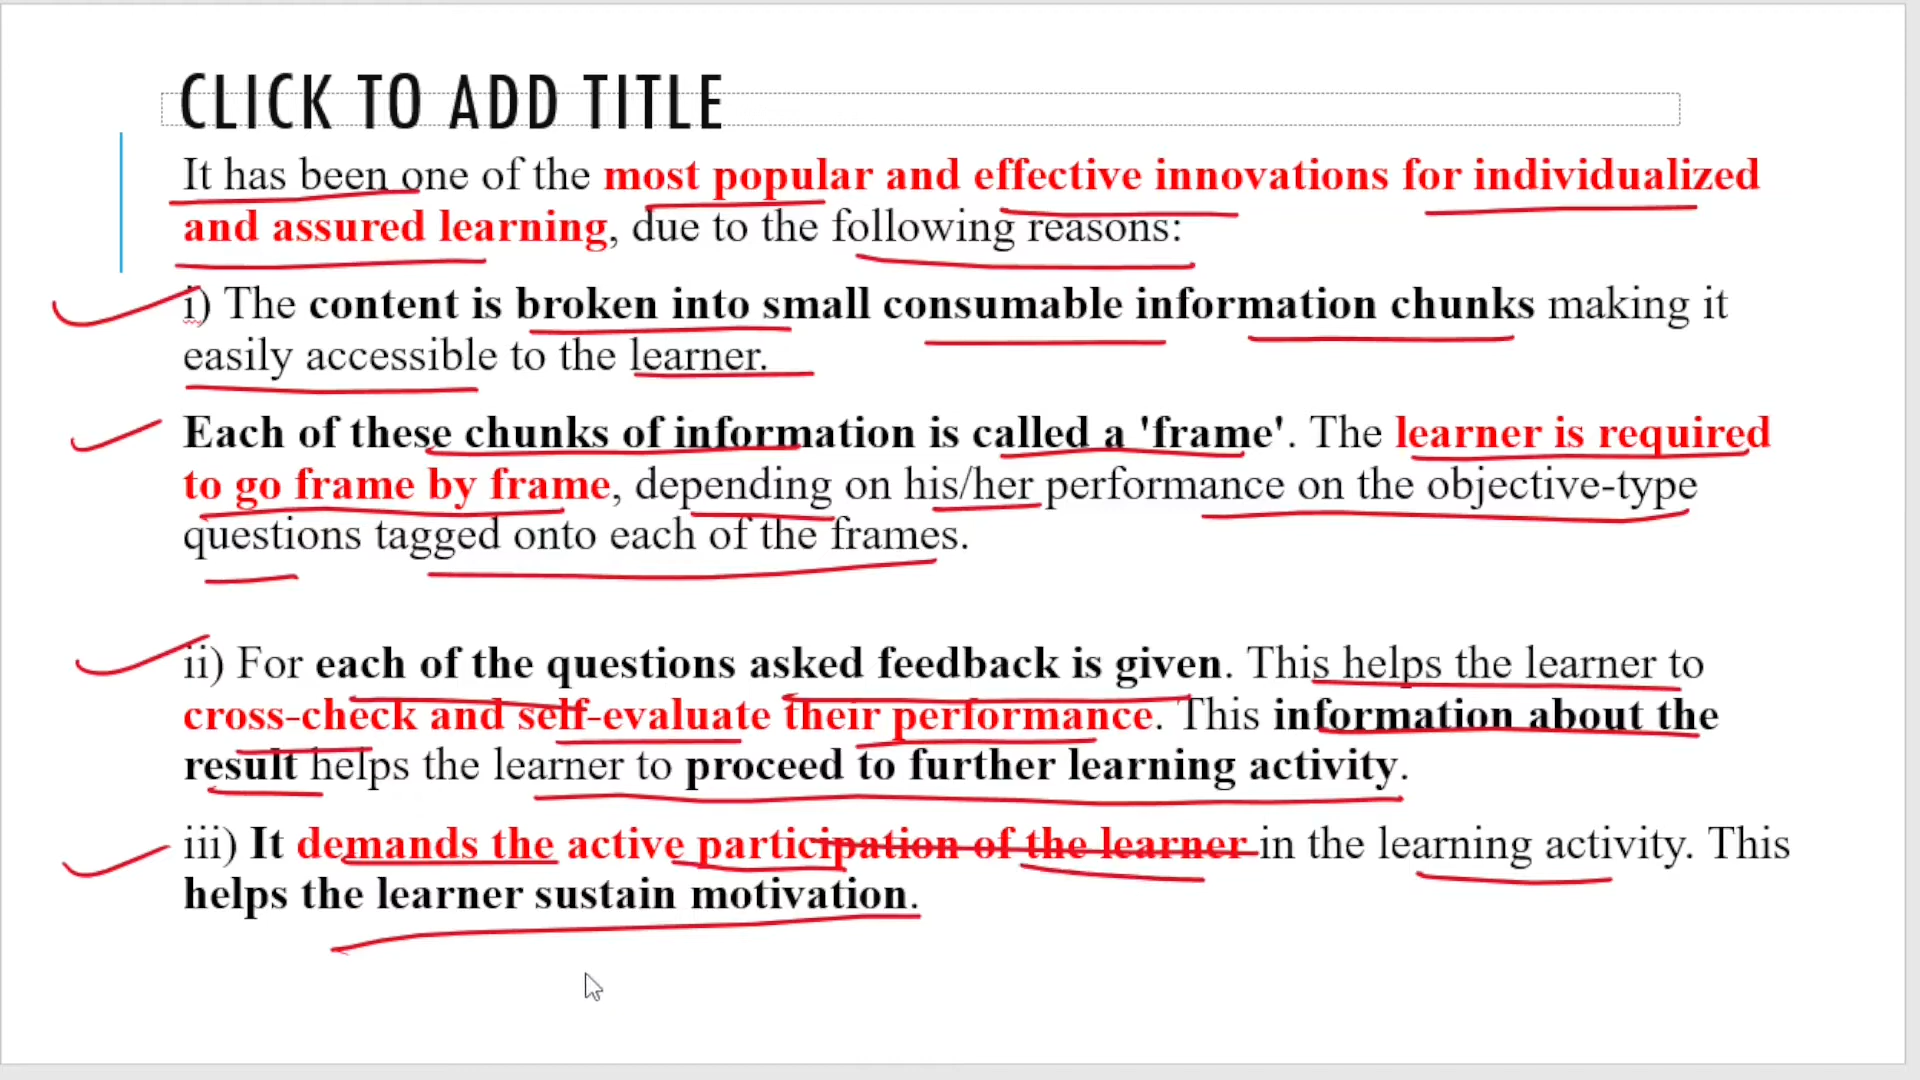 CLICK TO ADD TITLE
It has been one of the most popular and effective innovations for individualized
and assured learning, due to the following reasons:
i) The content is broken into small consumable information chunks making it
easily accessible to the learner.
Each of these chunks of information is called a 'frame'. The learner is required
to go frame by frame, depending on his/her performance on the objective-type
questions tagged onto each of the frames.
ii) For each of the questions asked feedback is given. This helps the learner to
cross-check and self-evaluate their performance. This information about the
result helps the learner to proceed to further learning activity.
iii) It demands the active participation of the learner in the learning activity. This
helps the learner sustain motivation.